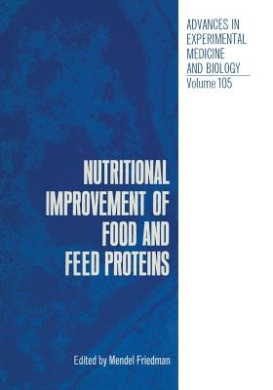 ADVANCES IN
EXPERIMENTAL
MEDICINE
AND BIOLOGY
Volume 105
NUTRITIONAL
IMPROVEMENT OF
FOOD AND
FEED PROTEINS
Edited by Mendel Friedman